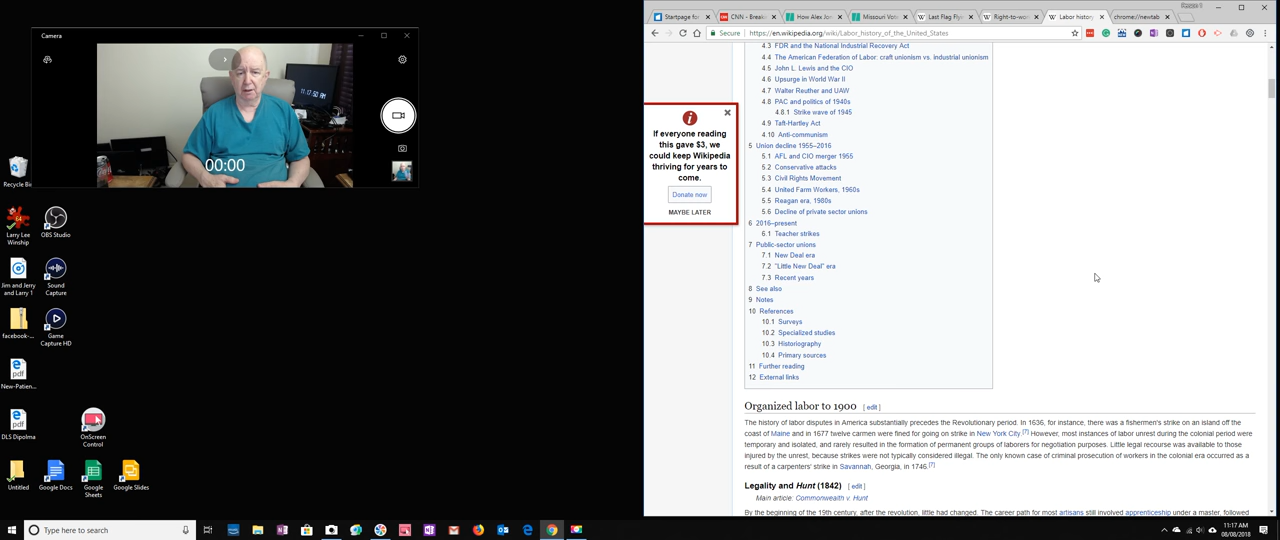 Camera
11:17:50 AM
00:00
Recycle Bin
Larry Lee
Winship
OBS Studio
Jim and Jerry
and Larry 1
Sound
Capture
facebook-...
Game
Capture HD
New-Patien...
DLS Diploma
OnScreen
Control
Untitled
Google Docs
Google
Sheets
Google Slides
Type here to search
Startpage for
CNN - Break
How Alex Jon
Missouri Vote
Last Flag Flyi
Right-to-wo
Labor history
chrome://newtab
Secure
https://en.wikipedia.org/wiki/Labor_history_of_the_United_States
If everyone reading
this gave $3, we
could keep Wikipedia
thriving for years to
come.
Donate now
MAYBE LATER
4.3 FDR and the National Industrial Recovery Act
4.4 The American Federation of Labor: craft unionism vs. industrial unionism
4.5 John L. Lewis and the CIO
4.6 Upsurge in World War II
4.7 Walter Reuther and UAW
4.8 PAC and politics of 1940s
4.8.1 Strike wave of 1945
4.9 Taft-Hartley Act
4.10 Anti-communism
5 Union decline 1955–2016
5.1 AFL and CIO merger 1955
5.2 Conservative attacks
5.3 Civil Rights Movement
5.4 United Farm Workers, 1960s
5.5 Reagan era, 1980s
5.6 Decline of private sector unions
6 2016–present
6.1 Teacher strikes
7 Public-sector unions
7.1 New Deal era
7.2 "Little New Deal" era
7.3 Recent years
8 See also
9 Notes
10 References
10.1 Surveys
10.2 Specialized studies
10.3 Historiography
10.4 Primary sources
11 Further reading
12 External links
Organized labor to 1900 [ edit ]
The history of labor disputes in America substantially precedes the Revolutionary period. In 1636, for instance, there was a fishermen's strike on an island off the
coast of Maine and in 1677 twelve carmen were fined for going on strike in New York City.[7] However, most instances of labor unrest during the colonial period were
temporary and isolated, and rarely resulted in the formation of permanent groups of laborers for negotiation purposes. Little legal recourse was available to those
injured by the unrest, because strikes were not typically considered illegal. The only known case of criminal prosecution of workers in the colonial era occurred as a
result of a carpenters' strike in Savannah, Georgia, in 1746.[7]
Legality and Hunt (1842) [ edit ]
Main article: Commonwealth v. Hunt
By the beginning of the 19th century, after the revolution, little had changed. The career path for most artisans still involved apprenticeship under a master, followed
11:17 AM
08/08/2018